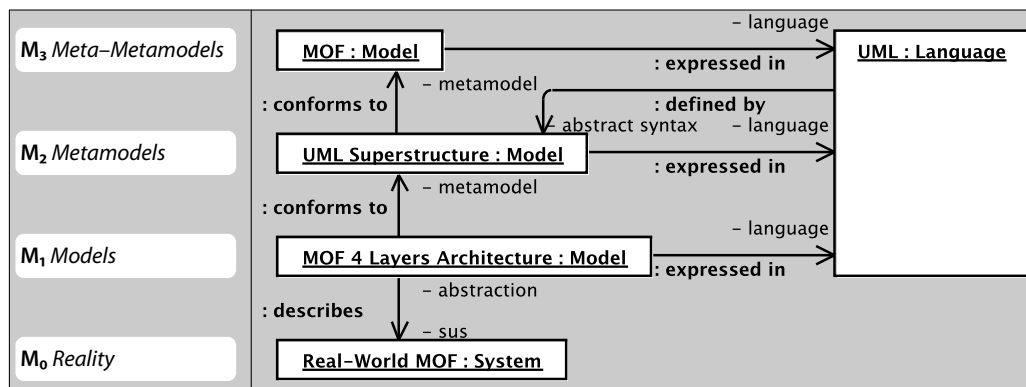 M₃ Meta–Metamodels
MOF : Model
– language
: expressed in
UML : Language
– metamodel
: conforms to
: defined by
– abstract syntax
– language
M₂ Metamodels
UML Superstructure : Model
: expressed in
– metamodel
: conforms to
– language
M₁ Models
MOF 4 Layers Architecture : Model
: expressed in
– abstraction
: describes
– sus
M₀ Reality
Real–World MOF : System